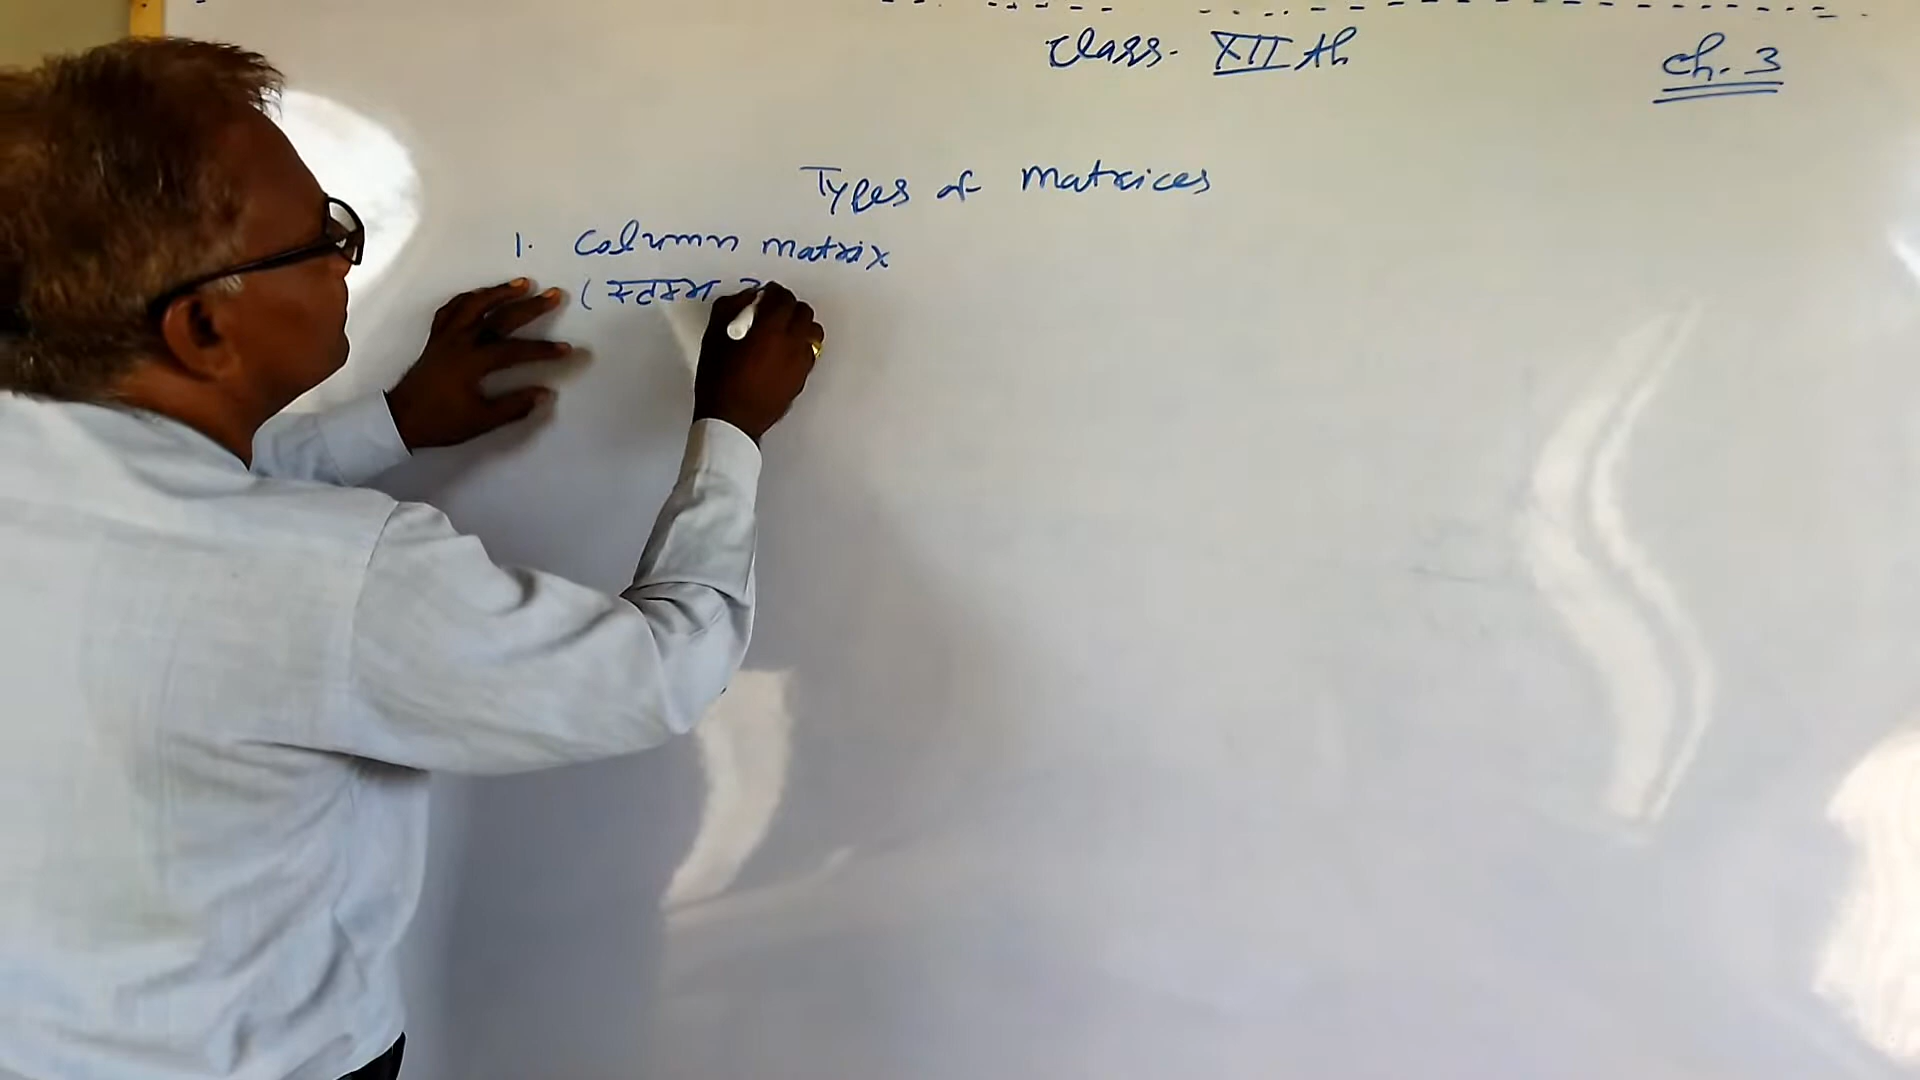 Class- XII th
Ch. 3
Types of Matrices
1. Column matrix
(स्तम्भ